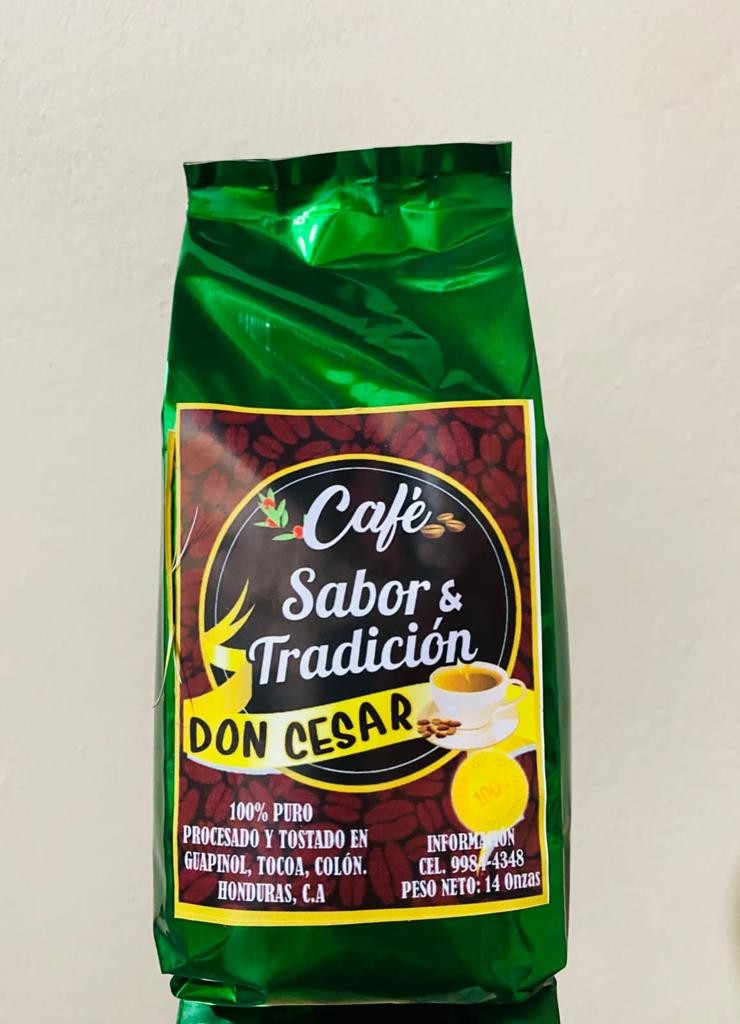 Café
Sabor &
Tradición
DON CESAR
100%
100% PURO
PROCESADO Y TOSTADO EN
GUAPINOL, TOCOA, COLÓN.
HONDURAS, C.A
INFORMACION
CEL. 9984-4348
PESO NETO: 14 Onzas